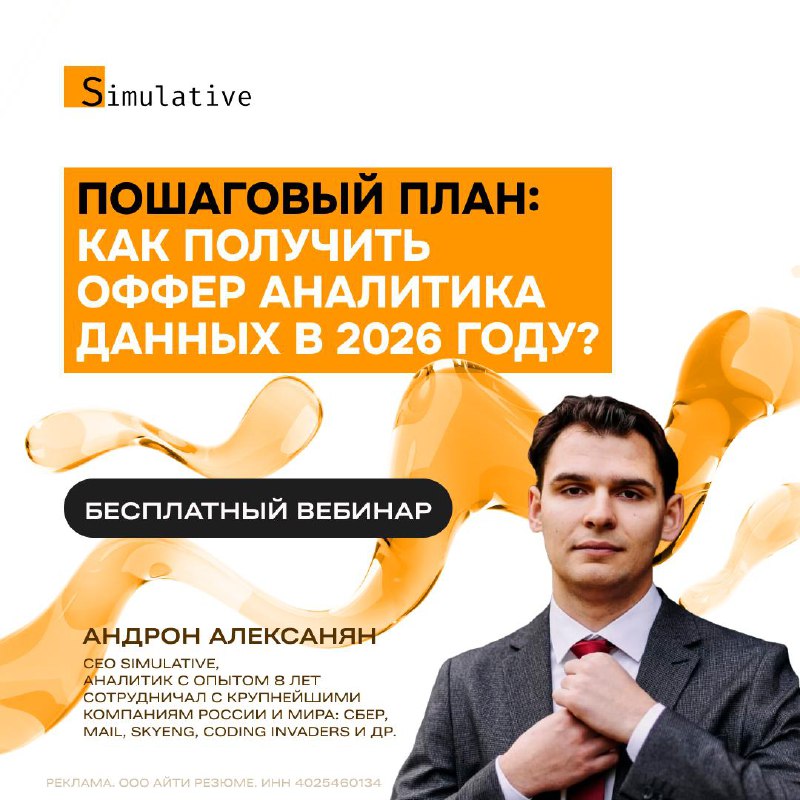 Simulative
ПОШАГОВЫЙ ПЛАН:
КАК ПОЛУЧИТЬ
ОФФЕР АНАЛИТИКА
ДАННЫХ В 2026 ГОДУ?
БЕСПЛАТНЫЙ ВЕБИНАР
АНДРОН АЛЕКСАНЯН
CEO SIMULATIVE,
АНАЛИТИК С ОПЫТОМ 8 ЛЕТ
СОТРУДНИЧАЛ С КРУПНЕЙШИМИ
КОМПАНИЯМ РОССИИ И МИРА: СБЕР,
MAIL, SKYENG, CODING INVADERS И ДР.
РЕКЛАМА. ООО АЙТИ РЕЗЮМЕ. ИНН 4025460134